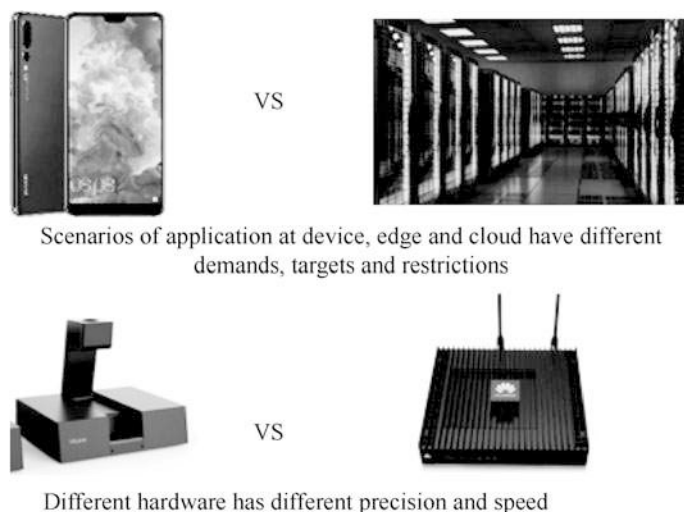 VS
Scenarios of application at device, edge and cloud have different
demands, targets and restrictions
VS
Different hardware has different precision and speed